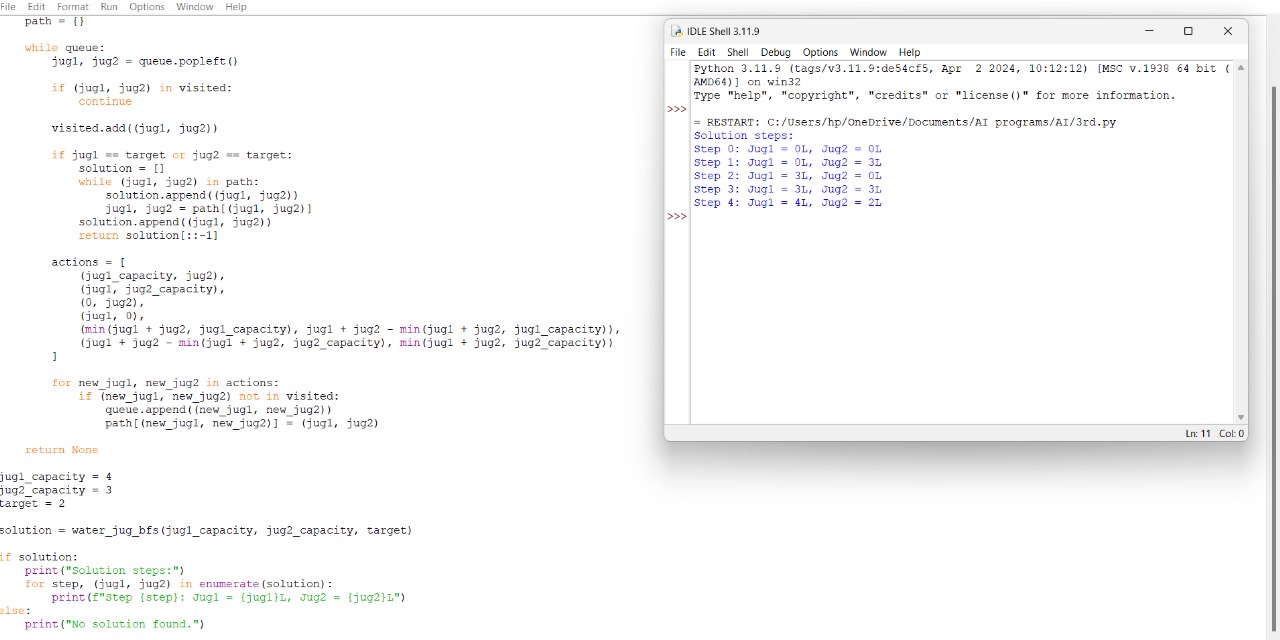 File Edit Format Run Options Window Help
path = {}
while queue:
jug1, jug2 = queue.popleft()
if (jug1, jug2) in visited:
continue
visited.add((jug1, jug2))
if jug1 == target or jug2 == target:
solution = []
while (jug1, jug2) in path:
solution.append((jug1, jug2))
jug1, jug2 = path[(jug1, jug2)]
solution.append((jug1, jug2))
return solution[::-1]
actions = [
(jug1_capacity, jug2),
(jug1, jug2_capacity),
(0, jug2),
(jug1, 0),
(min(jug1 + jug2, jug1_capacity), jug1 + jug2 - min(jug1 + jug2, jug1_capacity)),
(jug1 + jug2 - min(jug1 + jug2, jug2_capacity), min(jug1 + jug2, jug2_capacity))
]
for new_jug1, new_jug2 in actions:
if (new_jug1, new_jug2) not in visited:
queue.append((new_jug1, new_jug2))
path[(new_jug1, new_jug2)] = (jug1, jug2)
return None
jug1_capacity = 4
jug2_capacity = 3
target = 2
solution = water_jug_bfs(jug1_capacity, jug2_capacity, target)
if solution:
print("Solution steps:")
for step, (jug1, jug2) in enumerate(solution):
print(f"Step {step}: Jug1 = {jug1}L, Jug2 = {jug2}L")
else:
print("No solution found.")
IDLE Shell 3.11.9
File Edit Shell Debug Options Window Help
Python 3.11.9 (tags/v3.11.9:de54cf5, Apr  2 2024, 10:12:12) [MSC v.1938 64 bit (
AMD64)] on win32
Type "help", "copyright", "credits" or "license()" for more information.
>>>
= RESTART: C:/Users/hp/OneDrive/Documents/AI programs/AI/3rd.py
Solution steps:
Step 0: Jug1 = 0L, Jug2 = 0L
Step 1: Jug1 = 0L, Jug2 = 3L
Step 2: Jug1 = 3L, Jug2 = 0L
Step 3: Jug1 = 3L, Jug2 = 3L
Step 4: Jug1 = 4L, Jug2 = 2L
>>>
Ln: 11 Col: 0